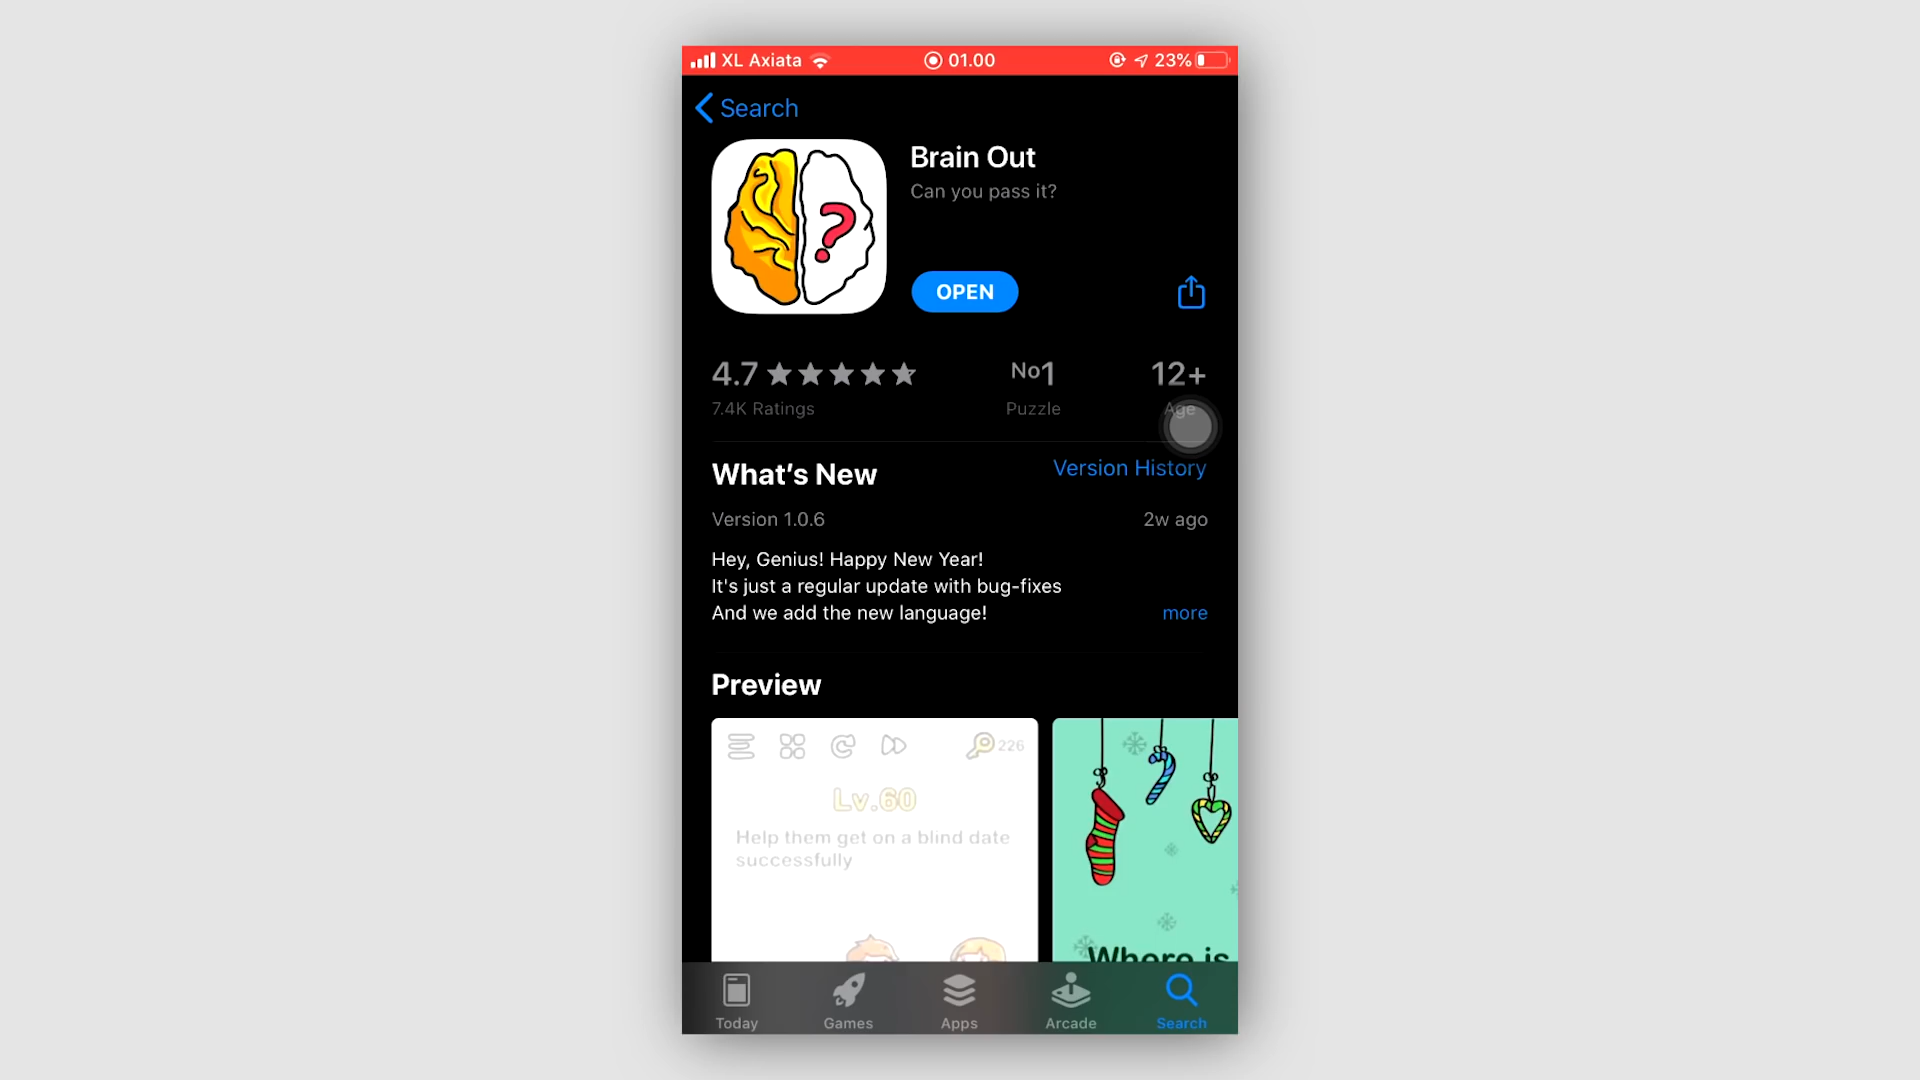 XL Axiata 01.00 23%
Search
Brain Out
Can you pass it?
?
OPEN
4.7 No1 12+
7.4K Ratings Puzzle Age
What's New Version History
Version 1.0.6 2w ago
Hey, Genius! Happy New Year!
It's just a regular update with bug-fixes
And we add the new language! more
Preview
226
Lv.60
Help them get on a blind date
successfully
Where is
Today Games Apps Arcade Search